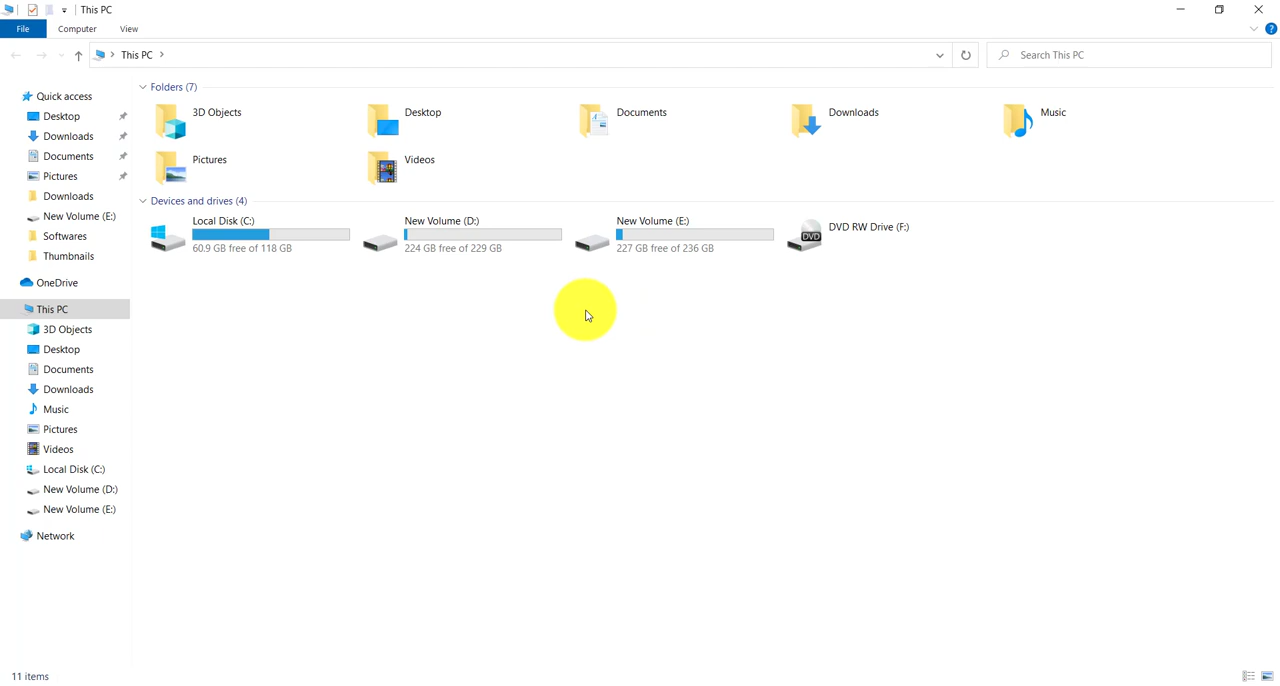 This PC
File Computer View
This PC
Search This PC
Quick access
Desktop
Downloads
Documents
Pictures
Downloads
New Volume (E:)
Softwares
Thumbnails
OneDrive
This PC
3D Objects
Desktop
Documents
Downloads
Music
Pictures
Videos
Local Disk (C:)
New Volume (D:)
New Volume (E:)
Network
Folders (7)
3D Objects
Desktop
Documents
Downloads
Music
Pictures
Videos
Devices and drives (4)
Local Disk (C:)
60.9 GB free of 118 GB
New Volume (D:)
224 GB free of 229 GB
New Volume (E:)
227 GB free of 236 GB
DVD RW Drive (F:)
DVD
11 items